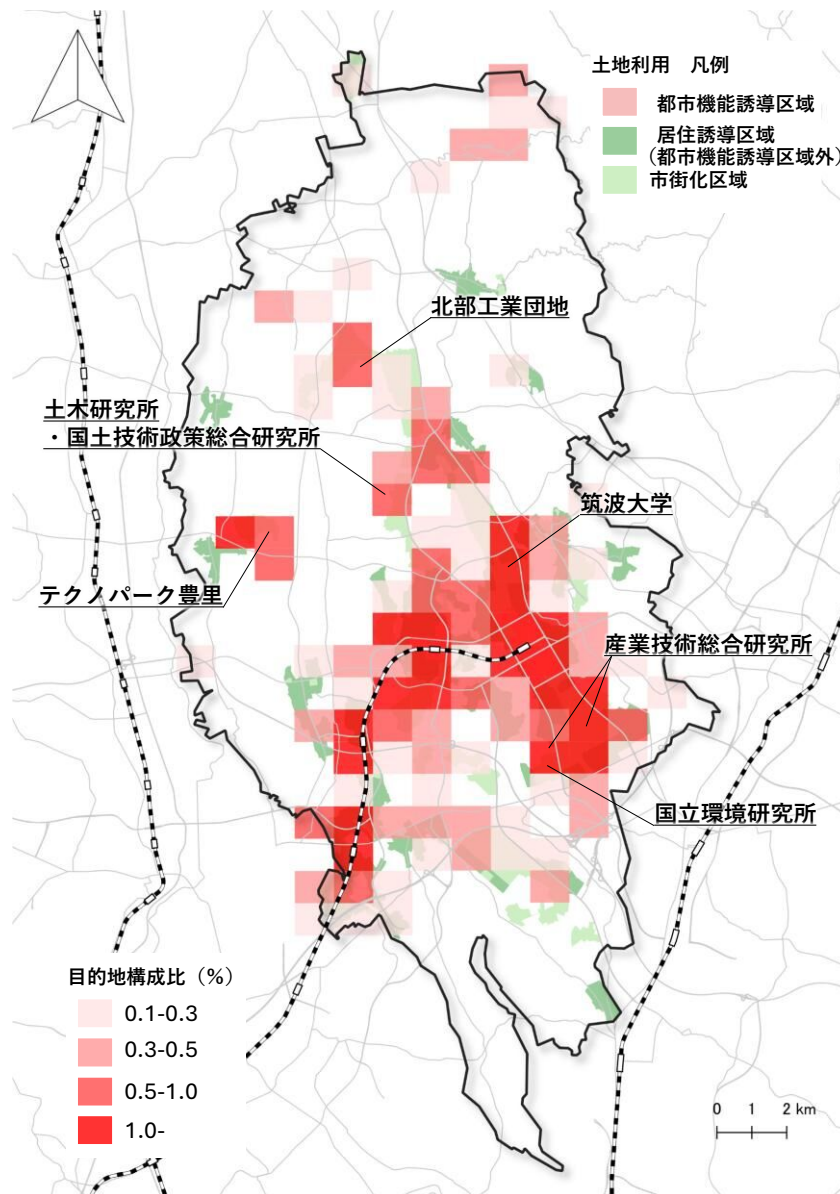 土地利用　凡例
都市機能誘導区域
居住誘導区域
（都市機能誘導区域外）
市街化区域
北部工業団地
土木研究所
・国土技術政策総合研究所
筑波大学
テクノパーク豊里
産業技術総合研究所
国立環境研究所
目的地構成比（%）
0.1-0.3
0.3-0.5
0.5-1.0
1.0-
0 1 2 km